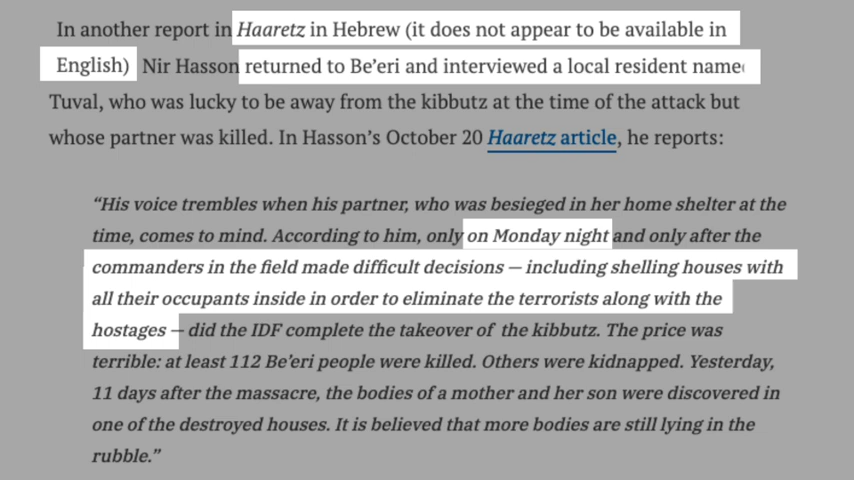 In another report in Haaretz in Hebrew (it does not appear to be available in
English) Nir Hasson returned to Be’eri and interviewed a local resident
Tuval, who was lucky to be away from the kibbutz at the time of the attack but
whose partner was killed. In Hasson’s October 20 Haaretz article, he reports:
“His voice trembles when his partner, who was besieged in her home shelter at the
time, comes to mind. According to him, only on Monday night and only after the
commanders in the field made difficult decisions — including shelling houses with
all their occupants inside in order to eliminate the terrorists along with the
hostages — did the IDF complete the takeover of the kibbutz. The price was
terrible: at least 112 Be’eri people were killed. Others were kidnapped. Yesterday,
11 days after the massacre, the bodies of a mother and her son were discovered in
one of the destroyed houses. It is believed that more bodies are still lying in the
rubble.”